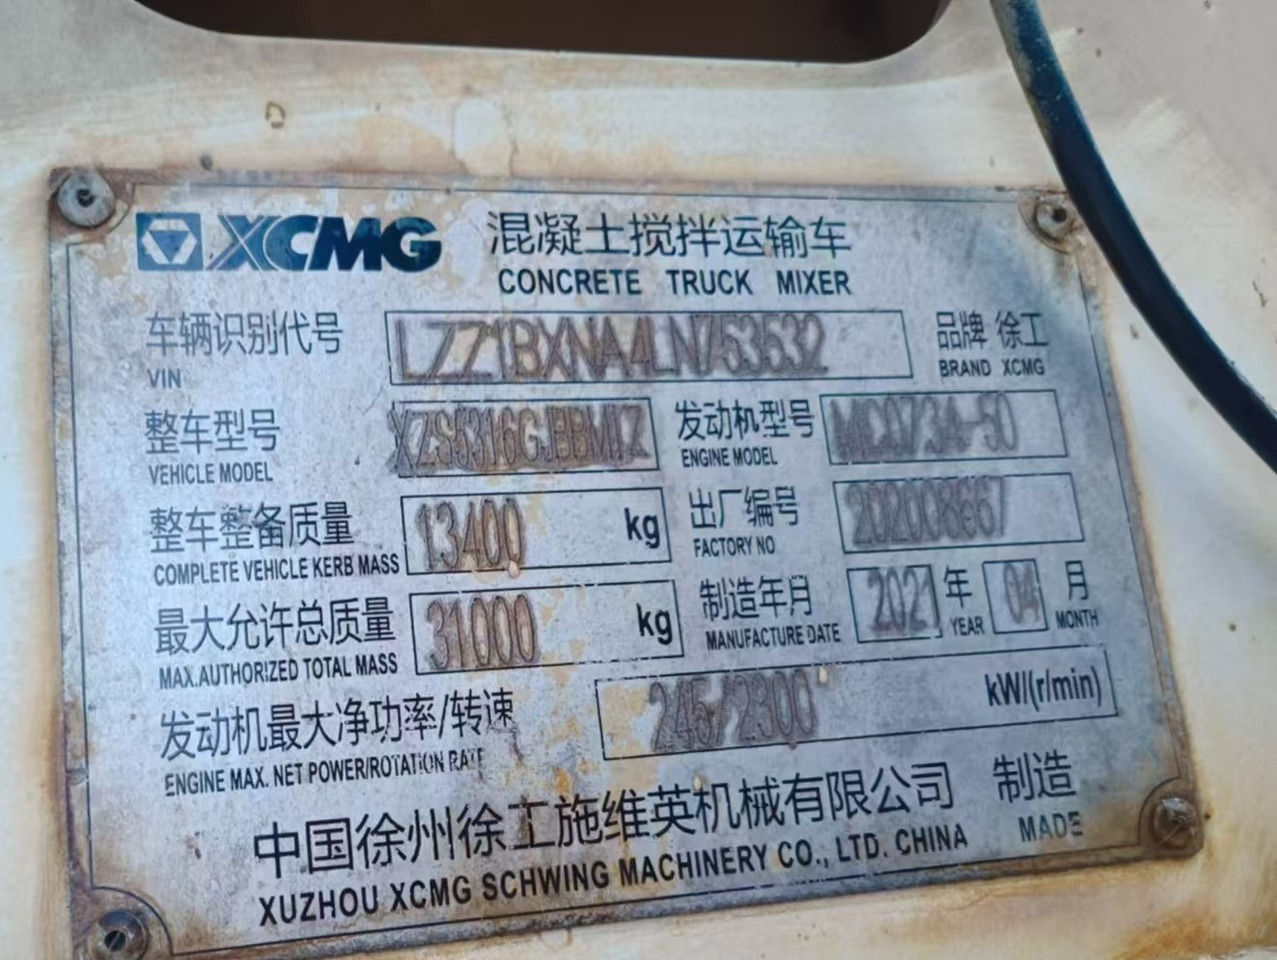 XCMG 混凝土搅拌运输车
CONCRETE TRUCK MIXER
车辆识别代号 LZZ1BXNA4LN753532 品牌 徐工
VIN BRAND XCMG
整车型号 发动机型号
VEHICLE MODEL ENGINE MODEL
整车整备质量 13400 kg 出厂编号 202008667
COMPLETE VEHICLE KERB MASS FACTORY NO
最大允许总质量 31000 kg 制造年月 2021 年 04 月
MAX.AUTHORIZED TOTAL MASS MANUFACTURE DATE YEAR MONTH
发动机最大净功率/转速 245/2300 kW/(r/min)
ENGINE MAX. NET POWER/ROTATION RATE
中国徐州徐工施维英机械有限公司 制造
XUZHOU XCMG SCHWING MACHINERY CO., LTD. CHINA MADE